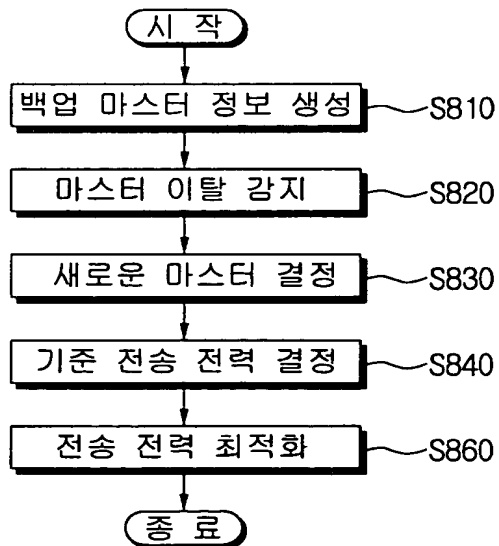 시 작
백업 마스터 정보 생성 S810
마스터 이탈 감지 S820
새로운 마스터 결정 S830
기준 전송 전력 결정 S840
전송 전력 최적화 S860
종 료